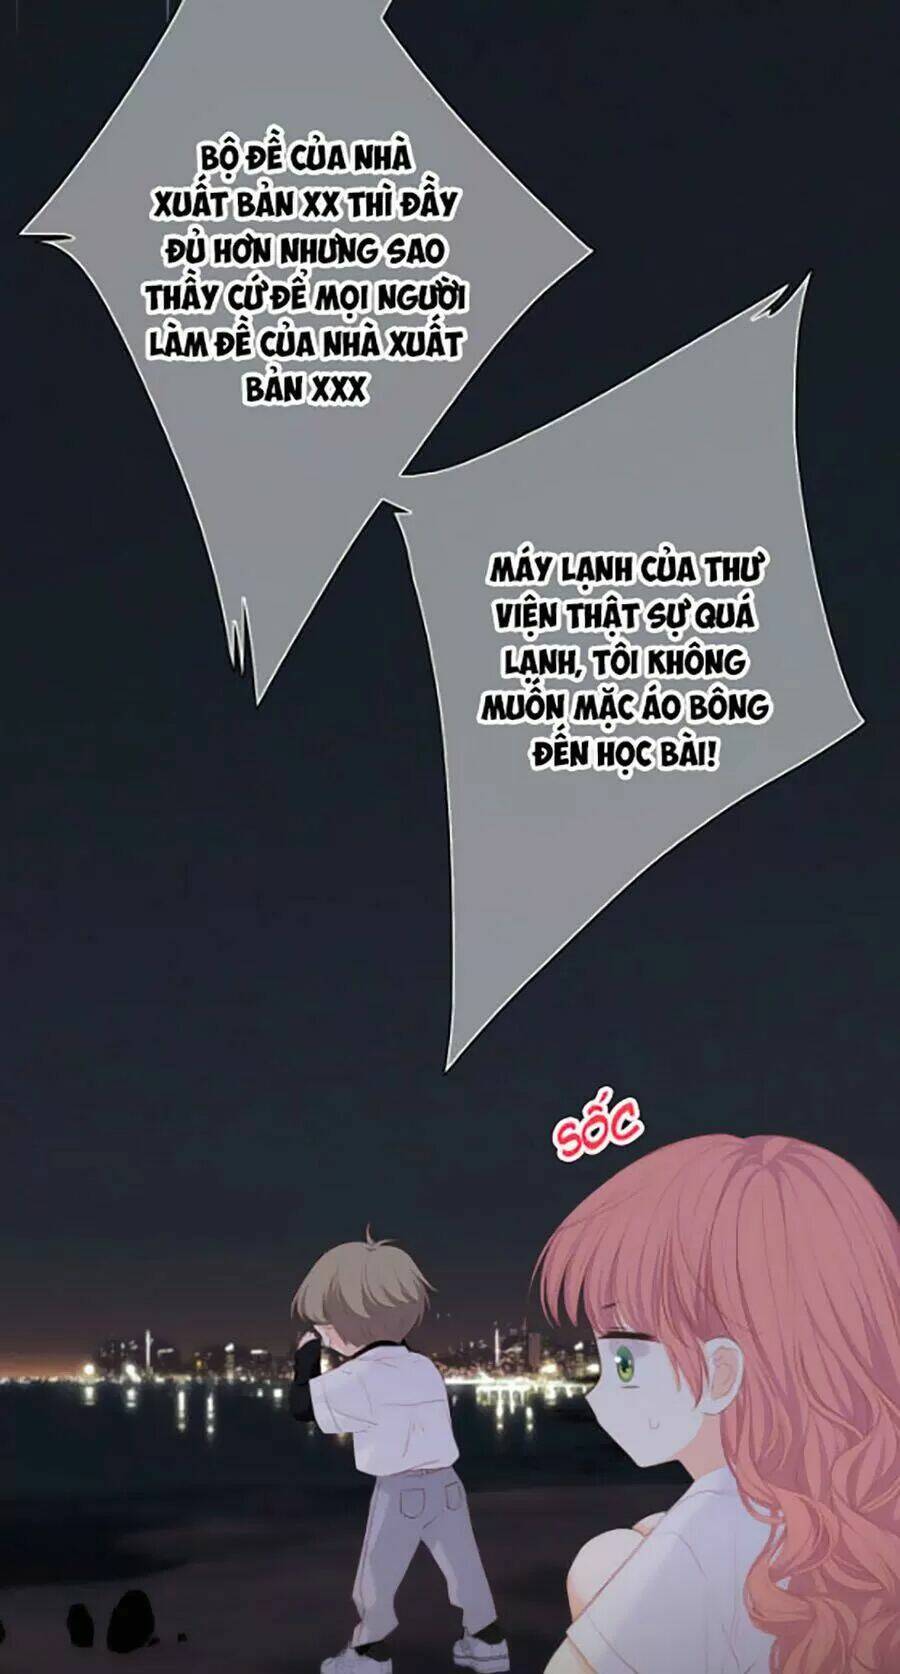 BỘ ĐỀ CỦA NHÀ
XUẤT BẢN XX THÌ ĐẦY
ĐỦ HƠN NHƯNG SAO
THẦY CỨ ĐỂ MỌI NGƯỜI
LÀM ĐỀ CỦA NHÀ XUẤT
BẢN XXX
MÁY LẠNH CỦA THƯ
VIỆN THẬT SỰ QUÁ
LẠNH, TÔI KHÔNG
MUỐN MẶC ÁO BÔNG
ĐẾN HỌC BÀI!
SỐC